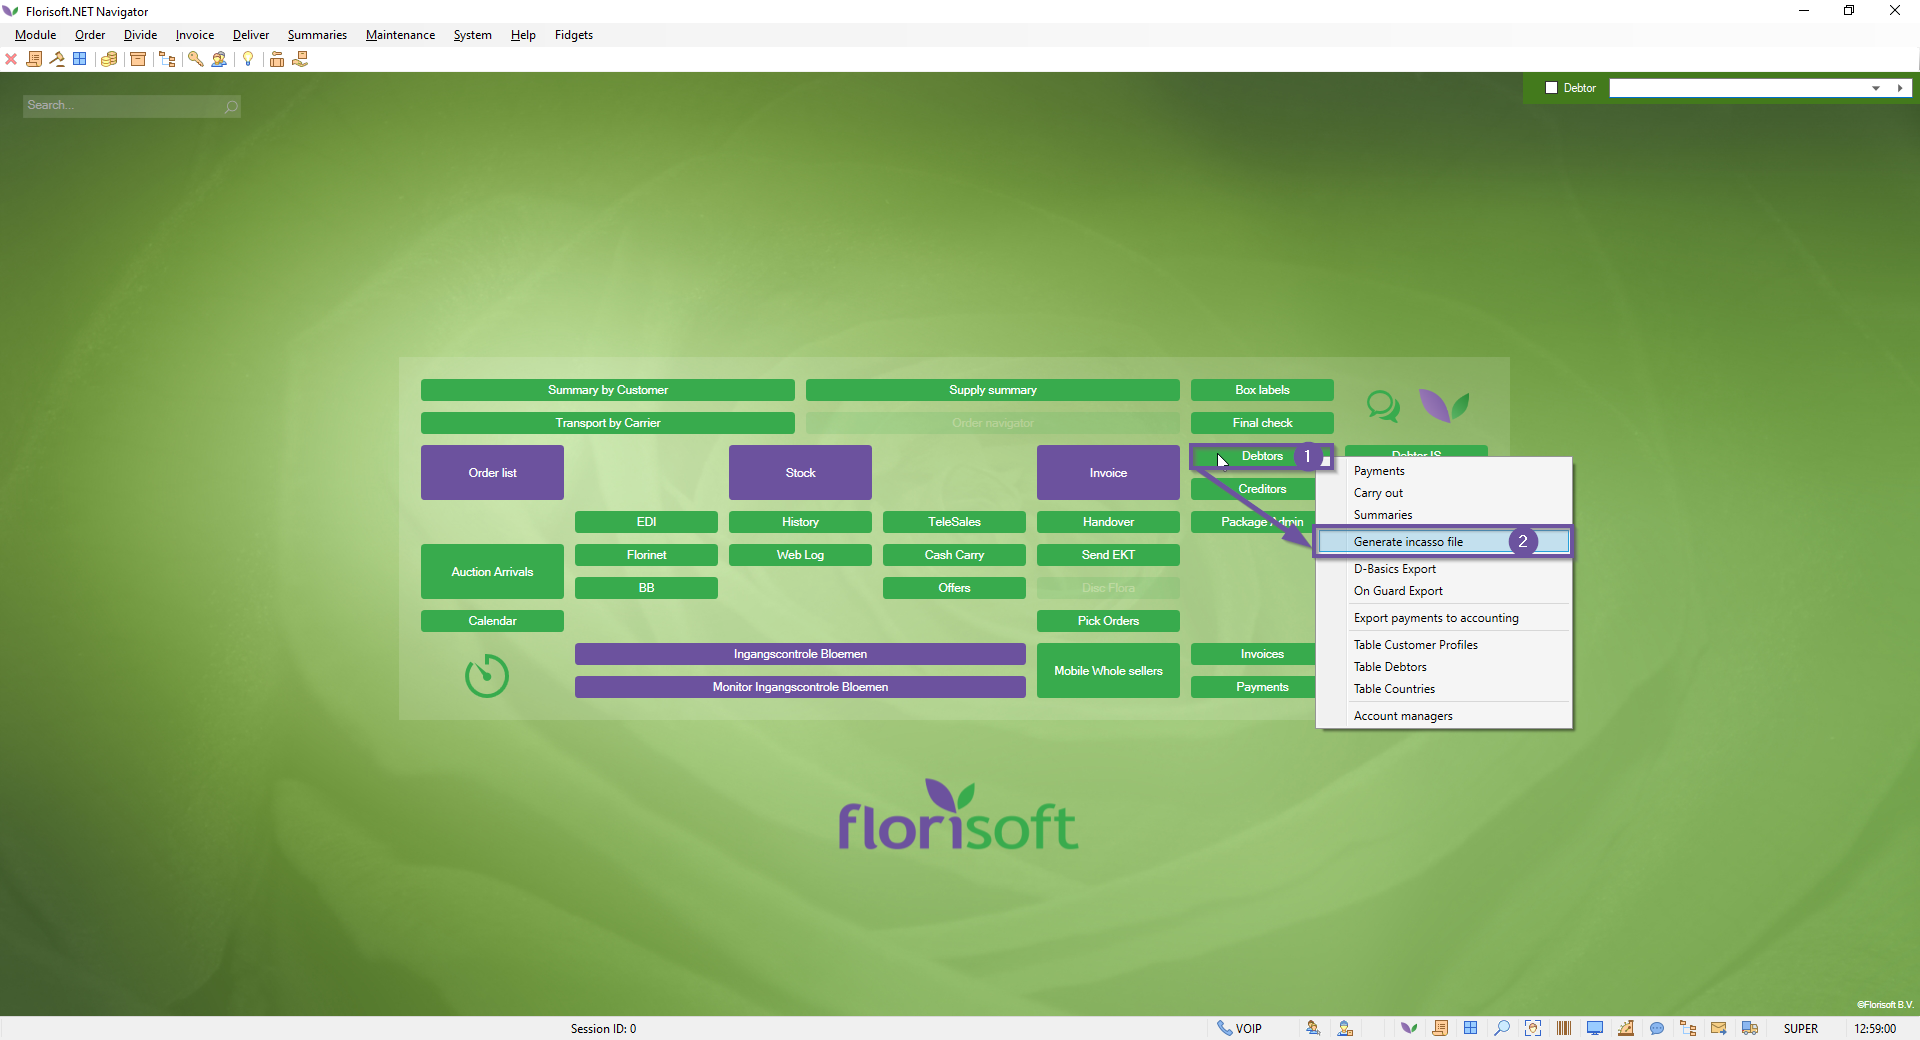 Florisoft.NET Navigator
Module Order Divide Invoice Deliver Summaries Maintenance System Help Fidgets
Search...
Debtor
Summary by Customer
Supply summary
Box labels
Transport by Carrier
Order navigator
Final check
Order list
Stock
Invoice
Debtors 1
Debtor IS
Creditors
EDI
History
TeleSales
Handover
Package Admin
Auction Arrivals
Florinet
Web Log
Cash Carry
Send EKT
BB
Offers
Disc Flora
Calendar
Pick Orders
Ingangscontrole Bloemen
Mobile Whole sellers
Invoices
Monitor Ingangscontrole Bloemen
Payments
Payments
Carry out
Summaries
Generate incasso file 2
D-Basics Export
On Guard Export
Export payments to accounting
Table Customer Profiles
Table Debtors
Table Countries
Account managers
florisoft
©Florisoft B.V.
Session ID: 0
VOIP
SUPER
12:59:00